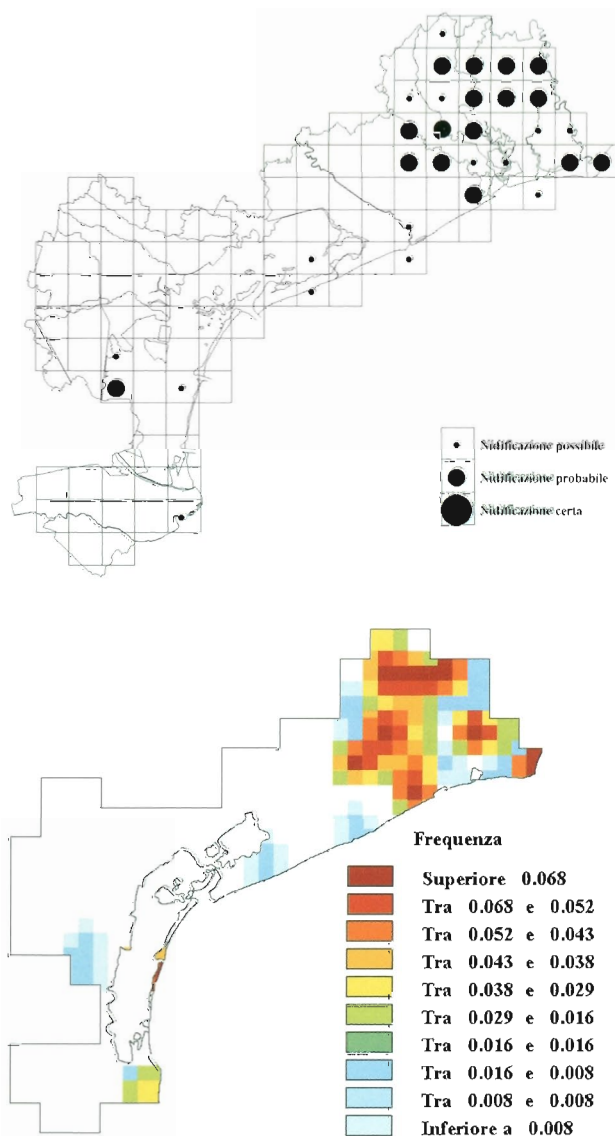 Nidificazione possibile
Nidificazione probabile
Nidificazione certa
Frequenza
Superiore 0.068
Tra 0.068 e 0.052
Tra 0.052 e 0.043
Tra 0.043 e 0.038
Tra 0.038 e 0.029
Tra 0.029 e 0.016
Tra 0.016 e 0.016
Tra 0.016 e 0.008
Tra 0.008 e 0.008
Inferiore a 0.008